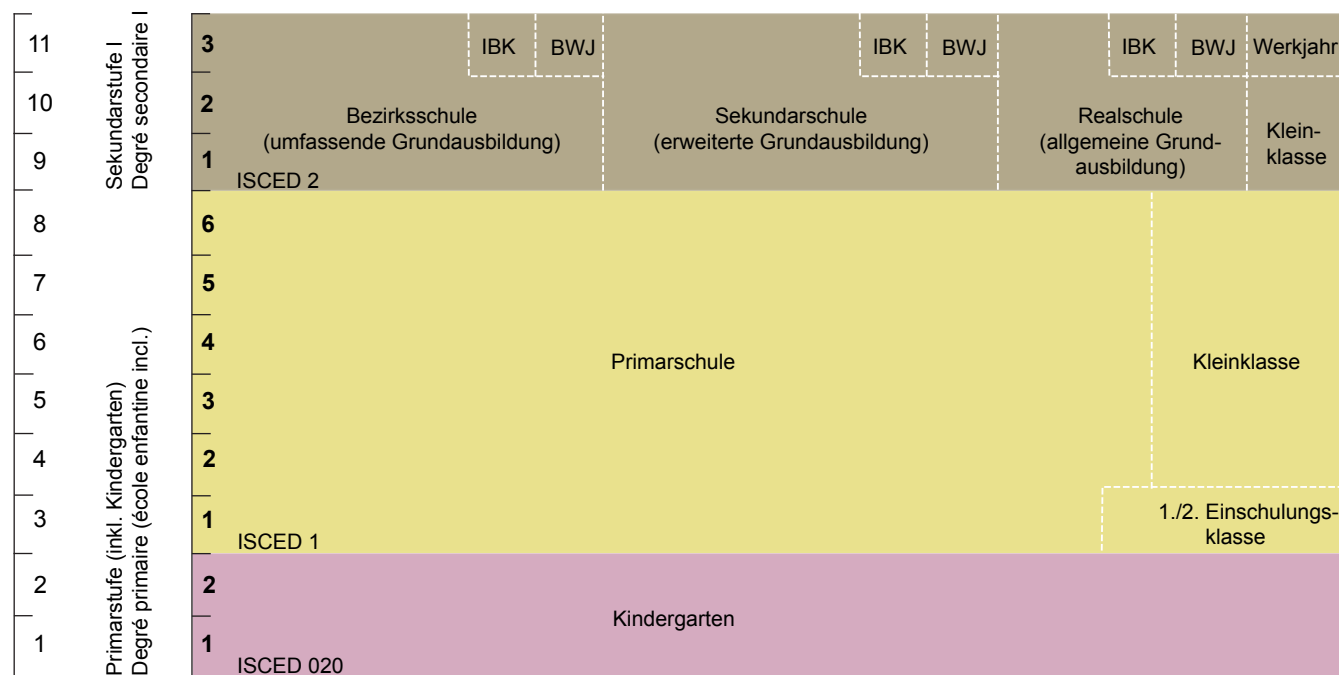 11
10
9
8
7
6
5
4
3
2
1
Sekundarstufe I
Degré secondaire I
Primarstufe (inkl. Kindergarten)
Degré primaire (école enfantine incl.)
3
2
1
IBK
BWJ
IBK
BWJ
IBK
BWJ
Werkjahr
Bezirksschule
(umfassende Grundausbildung)
Sekundarschule
(erweiterte Grundausbildung)
Realschule
(allgemeine Grund-
ausbildung)
Klein-
klasse
ISCED 2
6
5
4
3
2
1
Primarschule
Kleinklasse
1./2. Einschulungs-
klasse
ISCED 1
2
1
Kindergarten
ISCED 020